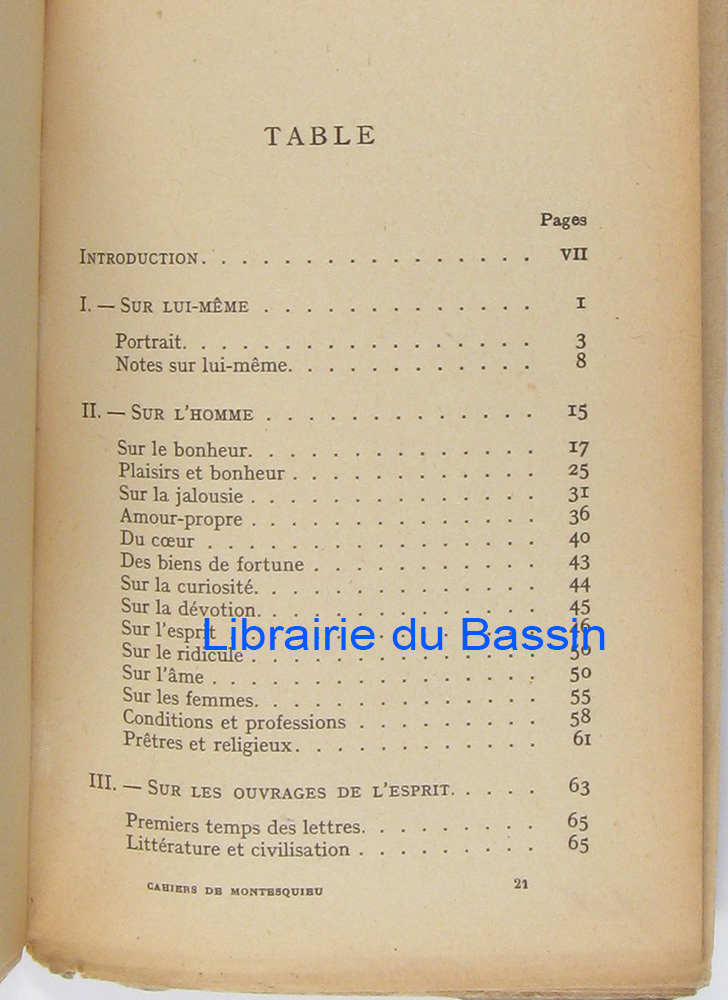 TABLE
Pages
INTRODUCTION. . . . . . . . . . . . . . . . VII
I. — SUR LUI-MÊME . . . . . . . . . . . . . 1
Portrait. . . . . . . . . . . . . . . . . 3
Notes sur lui-même. . . . . . . . . . . . 8
II. — SUR L'HOMME . . . . . . . . . . . . . 15
Sur le bonheur. . . . . . . . . . . . . . 17
Plaisirs et bonheur . . . . . . . . . . . . 25
Sur la jalousie . . . . . . . . . . . . . . 31
Amour-propre . . . . . . . . . . . . . . 36
Du cœur . . . . . . . . . . . . . . . . 40
Des biens de fortune . . . . . . . . . . . 43
Sur la curiosité. . . . . . . . . . . . . . 44
Sur la dévotion. . . . . . . . . . . . . . 45
Sur l'esprit . . . . . . . . . . . . . . . 46
Librairie du Bassin
Sur le ridicule . . . . . . . . . . . . . .
Sur l'âme . . . . . . . . . . . . . . . . 50
Sur les femmes. . . . . . . . . . . . . . 55
Conditions et professions . . . . . . . . . 58
Prêtres et religieux. . . . . . . . . . . . 61
III. — SUR LES OUVRAGES DE L'ESPRIT. . . . . 63
Premiers temps des lettres. . . . . . . . . 65
Littérature et civilisation . . . . . . . . . 65
CAHIERS DE MONTESQUIEU 21